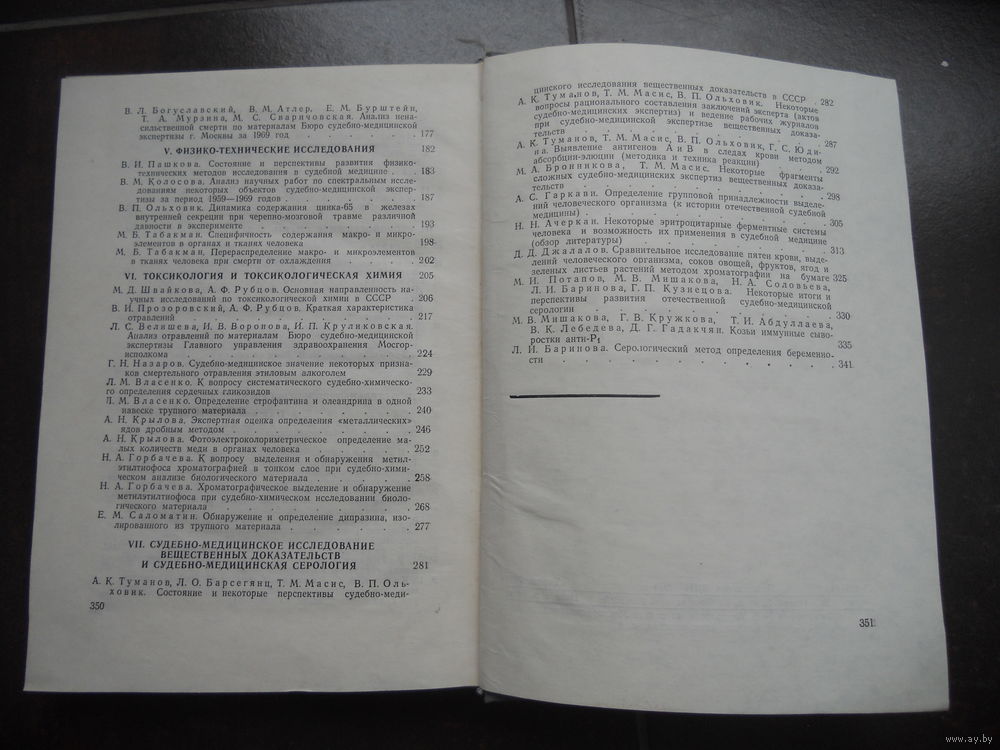 В. Л. Богуславский, В. М. Атлер, Е. М. Бурштейн,
Т. А. Мурзина, М. С. Сваричовская. Анализ нена-
сильственной смерти по материалам Бюро судебно-медицинской
экспертизы г. Москвы за 1969 год . . . . . . . . 177
V. ФИЗИКО-ТЕХНИЧЕСКИЕ ИССЛЕДОВАНИЯ 182
В. И. Пашкова. Состояние и перспективы развития физико-
технических методов исследования в судебной медицине . . 183
В. М. Колосова. Анализ научных работ по спектральным иссле-
дованиям некоторых объектов судебно-медицинской экспер-
тизы за период 1959—1969 годов . . . . . . . . 187
В. П. Ольховик. Динамика содержания цинка-65 в железах
внутренней секреции при черепно-мозговой травме различной
давности в эксперименте . . . . . . . . 193
М. Б. Табакман. Специфичность содержания макро- и микро-
элементов в органах и тканях человека . . . . . . 198
М. Б. Табакман. Перераспределение макро- и микроэлементов
в тканях человека при смерти от охлаждения . . . . . 202
VI. ТОКСИКОЛОГИЯ И ТОКСИКОЛОГИЧЕСКАЯ ХИМИЯ 205
М. Д. Швайкова, А. Ф. Рубцов. Основная направленность на-
учных исследований по токсикологической химии в СССР . . 206
В. И. Прозоровский, А. Ф. Рубцов. Краткая характеристика
отравлений . . . . . . . . 217
Л. С. Велишева, И. В. Воронова, И. П. Круликовская.
Анализ отравлений по материалам Бюро судебно-медицинской
экспертизы Главного управления здравоохранения Мосгор-
исполкома . . . . . . . . 224
Г. Н. Назаров. Судебно-медицинское значение некоторых призна-
ков смертельного отравления этиловым алкоголем . . . . 229
Л. М. Власенко. К вопросу систематического судебно-химическо-
го определения сердечных гликозидов . . . . . . 233
Л. М. Власенко. Определение строфантина и олеандрина в одной
навеске трупного материала . . . . . . . . 240
А. Н. Крылова. Экспертная оценка определения «металлических»
ядов дробным методом . . . . . . . . 246
А. Н. Крылова. Фотоэлектроколориметрическое определение ма-
лых количеств меди в органах человека . . . . . . 252
Н. А. Горбачева. К вопросу выделения и обнаружения метил-
этилтиофоса хроматографией в тонком слое при судебно-хими-
ческом анализе биологического материала . . . . . . 258
Н. А. Горбачева. Хроматографическое выделение и обнаружение
метилэтилтиофоса при судебно-химическом исследовании биоло-
гического материала . . . . . . . . 268
Е. М. Саломатин. Обнаружение и определение дипразина, изо-
лированного из трупного материала . . . . . . . 277
VII. СУДЕБНО-МЕДИЦИНСКОЕ ИССЛЕДОВАНИЕ
ВЕЩЕСТВЕННЫХ ДОКАЗАТЕЛЬСТВ
И СУДЕБНО-МЕДИЦИНСКАЯ СЕРОЛОГИЯ 281
А. К. Туманов, Л. О. Барсегянц, Т. М. Масис, В. П. Оль-
ховик. Состояние и некоторые перспективы судебно-меди-
350
цинского исследования вещественных доказательств в СССР . 282
А. К. Туманов, Т. М. Масис, В. П. Ольховик. Некоторые
вопросы рационального составления заключений эксперта (актов
судебно-медицинских экспертиз) и ведение рабочих журналов
при судебно-медицинской экспертизе вещественных доказа-
тельств . . . . . . . . 287
А. К. Туманов, Т. М. Масис, В. П. Ольховик, Г. С. Юди-
на. Выявление антигенов А и В в следах крови методом
абсорбции-элюции (методика и техника реакции) . . 292
М. А. Бронникова, Т. М. Масис. Некоторые фрагменты
сложных судебно-медицинских экспертиз вещественных доказа-
тельств . . . . . . . . 298
А. С. Гаркави. Определение групповой принадлежности выделе-
ний человеческого организма (к истории отечественной судебной
медицины) . . . . . . . . 305
Н. Н. Ачеркан. Некоторые эритроцитарные ферментные системы
человека и возможность их применения в судебной медицине
(обзор литературы) . . . . . . . . 313
Д. Д. Джалалов. Сравнительное исследование пятен крови, выде-
лений человеческого организма, соков овощей, фруктов, ягод и
зеленых листьев растений методом хроматографии на бумаге 325
М. И. Потапов, М. В. Мишакова, Н. А. Соловьева,
Л. И. Баринова, Г. П. Кузнецова. Некоторые итоги и
перспективы развития отечественной судебно-медицинской
серологии . . . . . . . . 330
М. В. Мишакова, Г. В. Кружкова, Т. И. Абдуллаева,
В. К. Лебедева, Д. Г. Гадакчян. Козьи иммунные сыво-
ротки анти-P₁ . . . . . . . . 335
Л. И. Баринова. Серологический метод определения беременно-
сти . . . . . . . . 341
351
www.ay.by